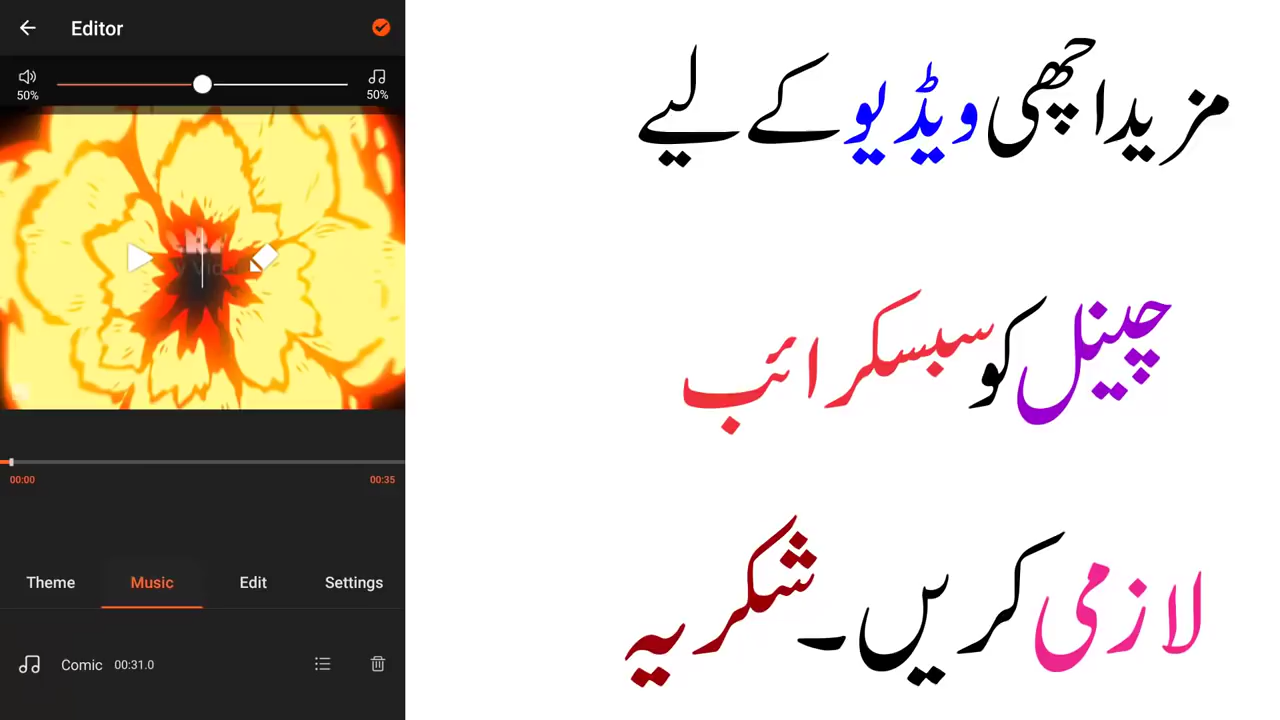 Editor
50%
50%
00:00
00:35
Theme
Music
Edit
Settings
Comic 00:31.0
مزید اچھی ویڈیو کے لیے
چینل کو سبسکرائب
لازمی کریں۔ شکریہ